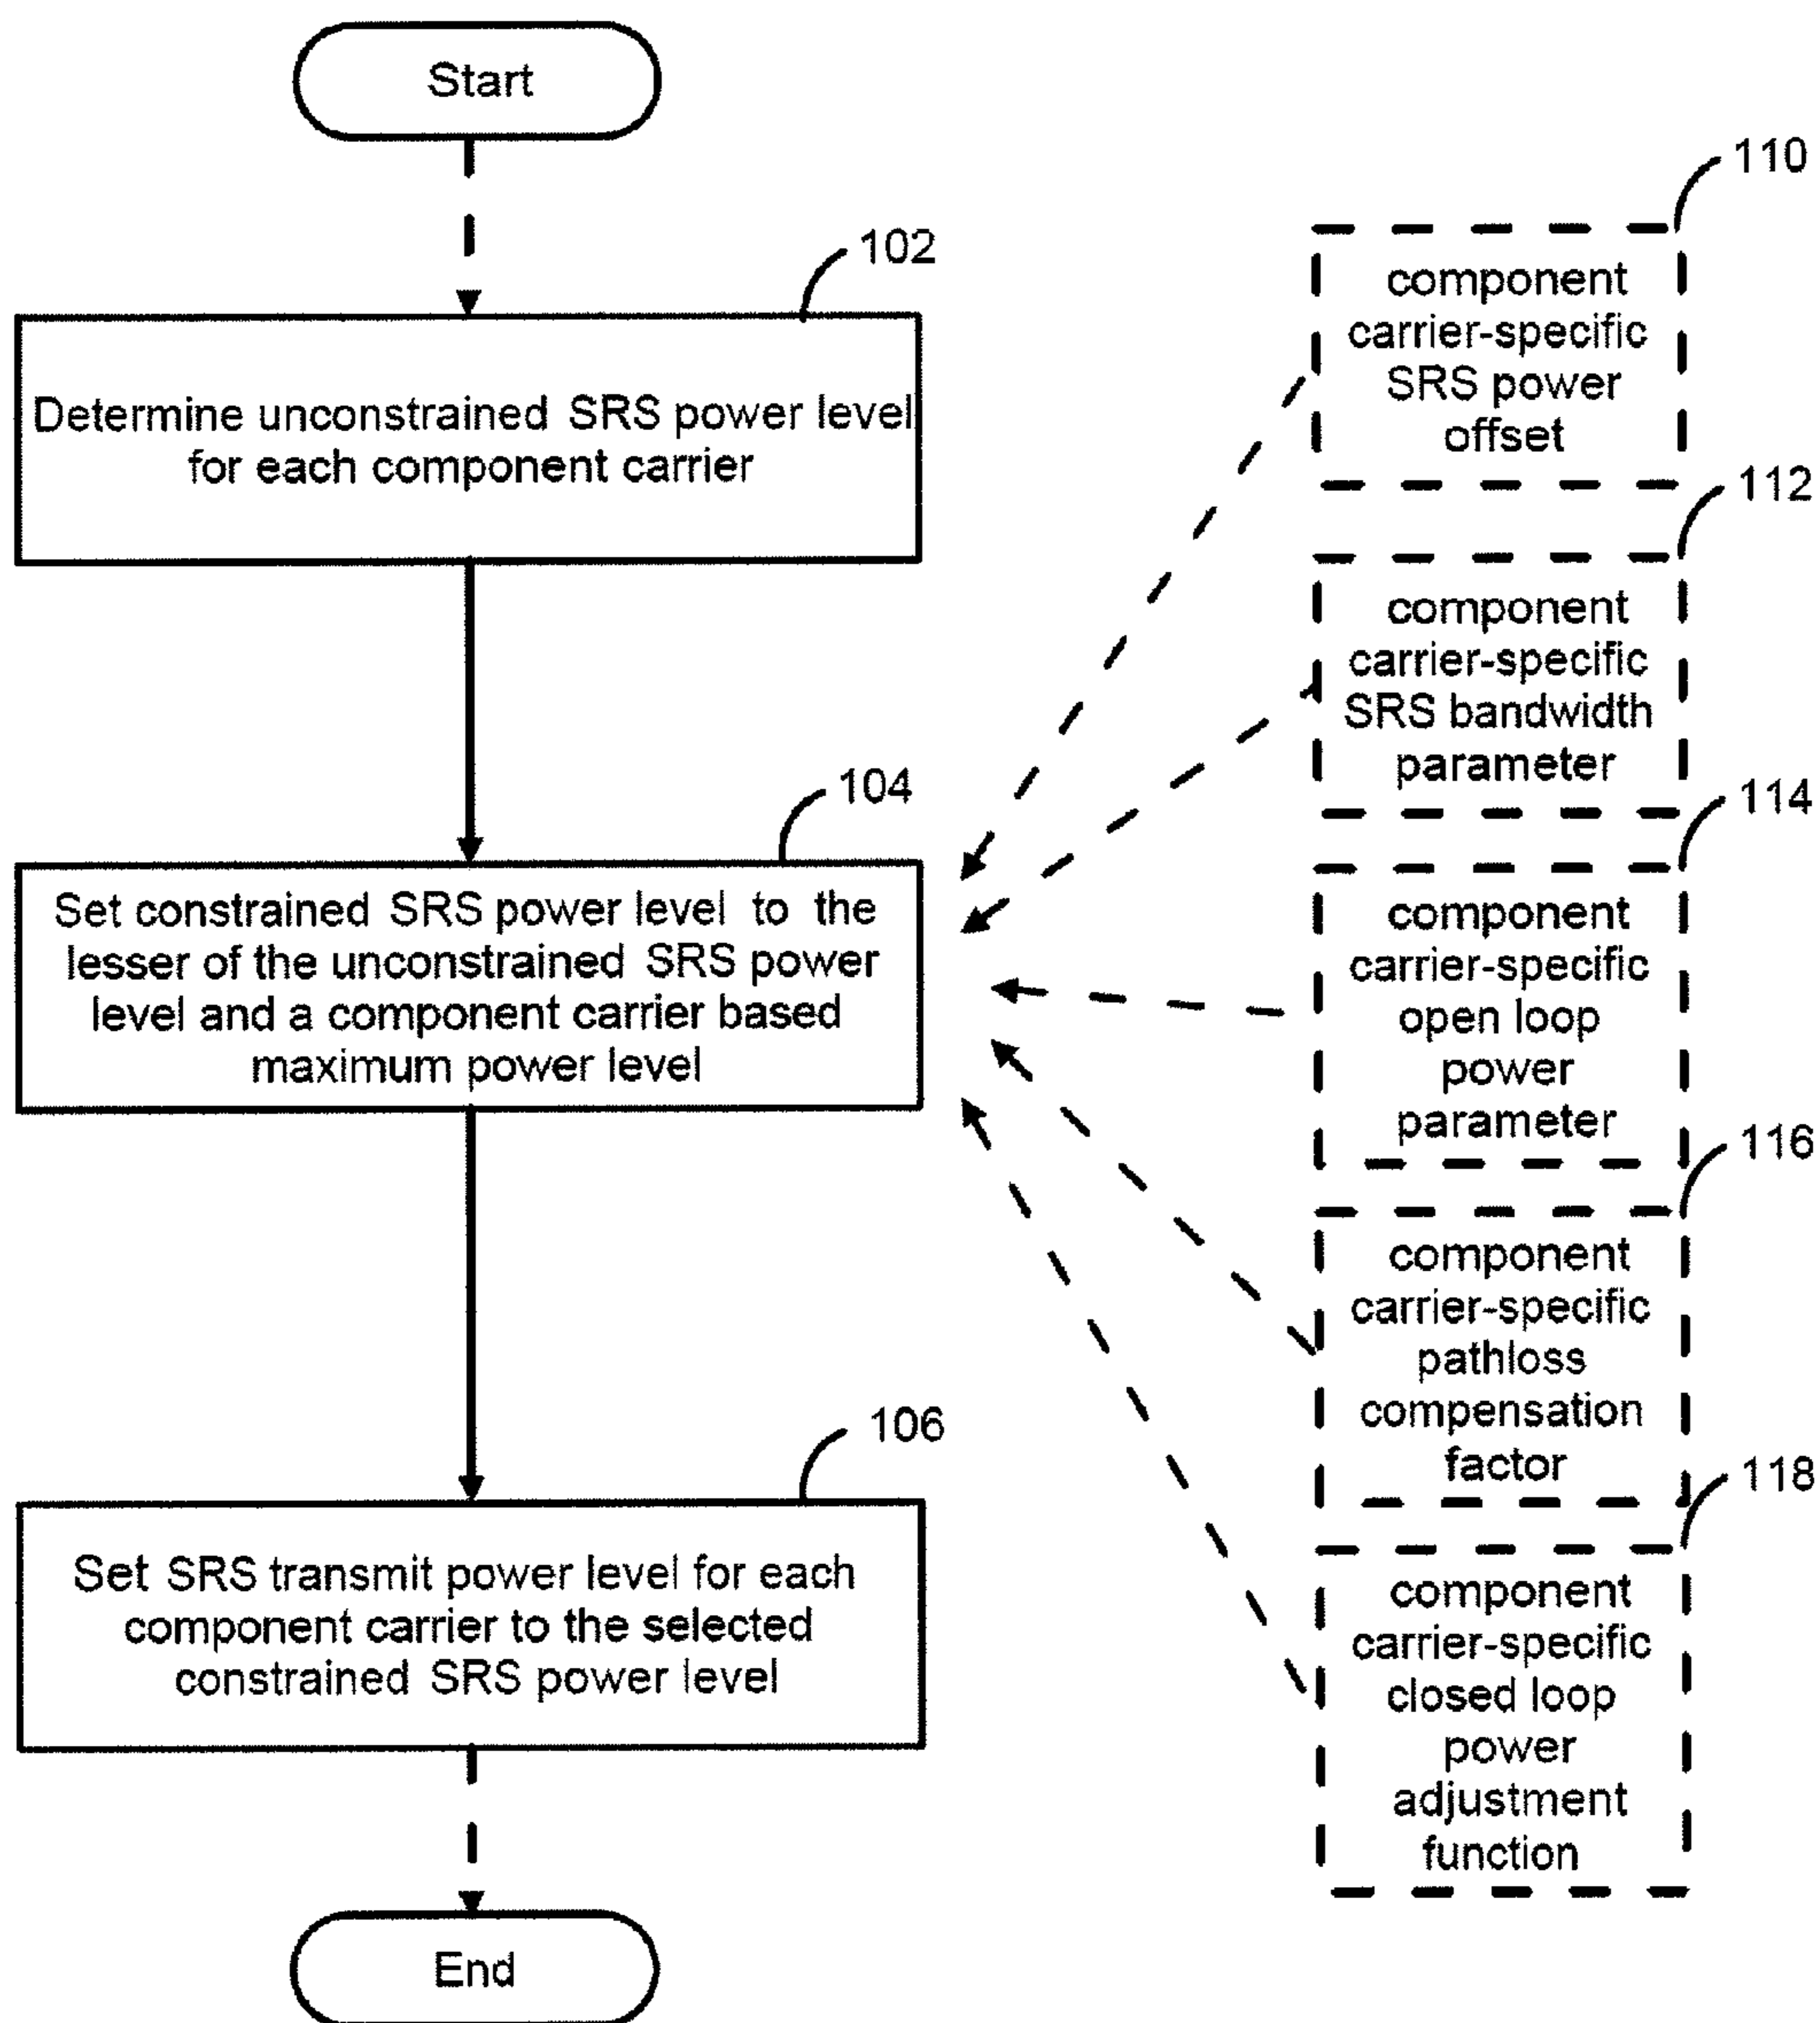 Start
102
Determine unconstrained SRS power level
for each component carrier
104
Set constrained SRS power level to the
lesser of the unconstrained SRS power
level and a component carrier based
maximum power level
106
Set SRS transmit power level for each
component carrier to the selected
constrained SRS power level
End
110
component
carrier-specific
SRS power
offset
112
component
carrier-specific
SRS bandwidth
parameter
114
component
carrier-specific
open loop
power
parameter
116
component
carrier-specific
pathloss
compensation
factor
118
component
carrier-specific
closed loop
power
adjustment
function